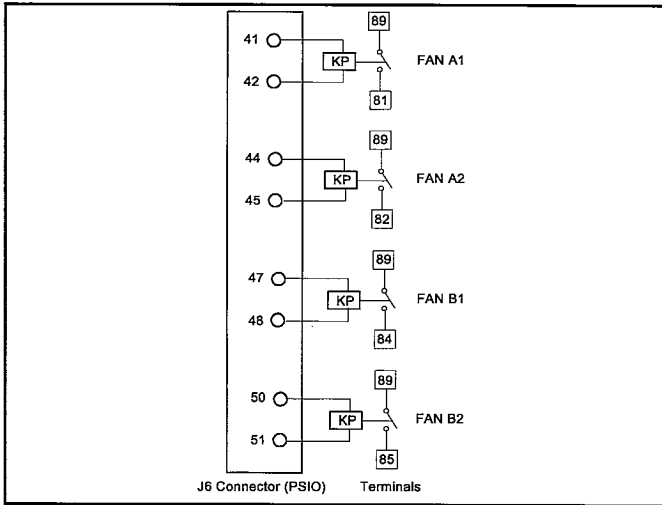 89
41
KP
FAN A1
42
81
89
44
KP
FAN A2
45
82
89
47
KP
FAN B1
48
84
89
50
KP
FAN B2
51
85
J6 Connector (PSIO) Terminals